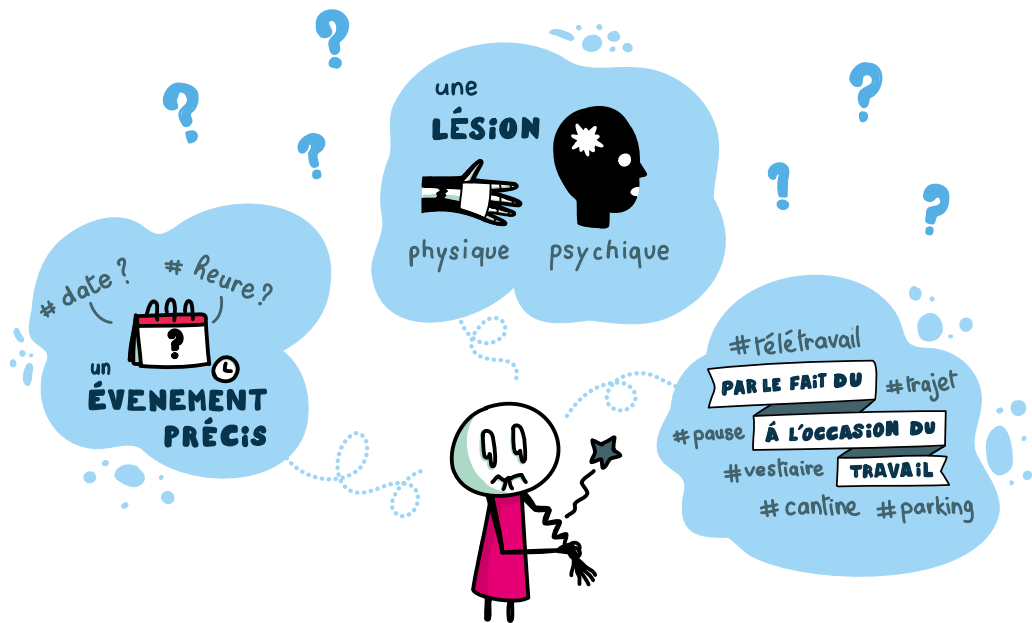 une
LÉSiON
physique
psychique
# date ?
# heure ?
?
un
ÉVENEMENT
PRÉCiS
#télétravail
PAR LE FAiT DU
#trajet
#pause
Á L'OCCASiON DU
#vestiaire
TRAVAiL
# cantine
#parking
?
?
?
?
!
?